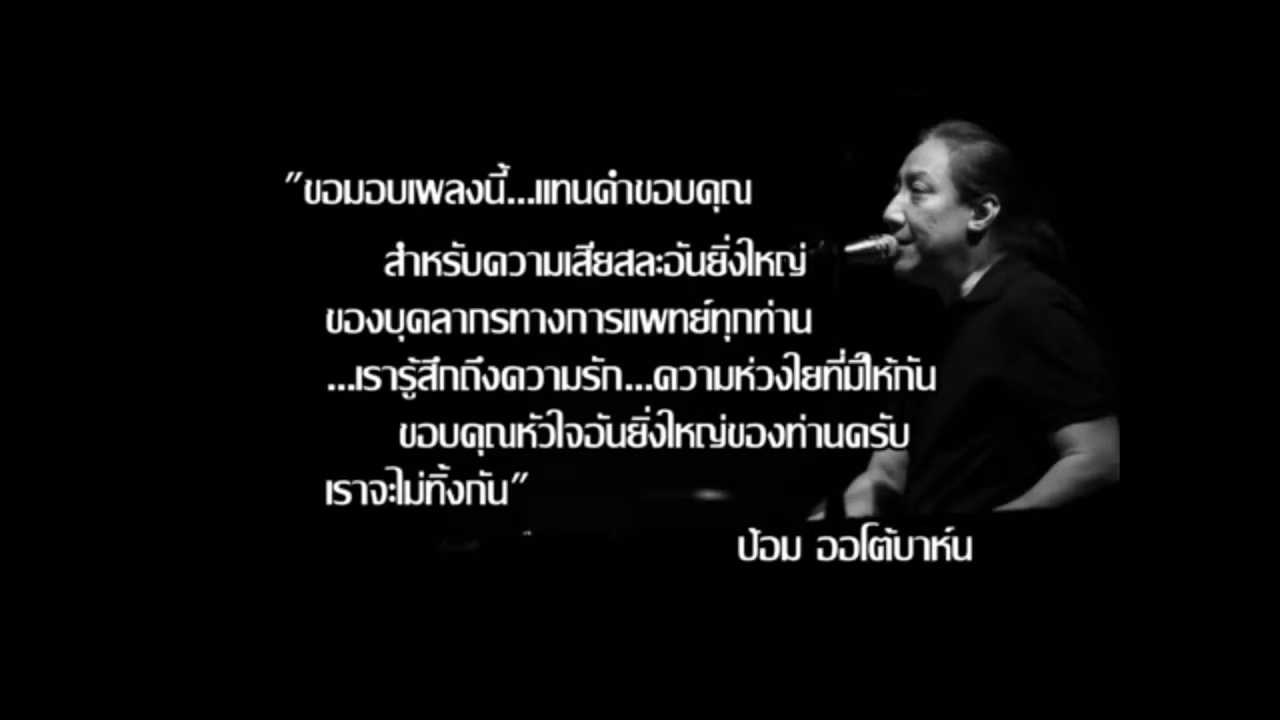 "ขอมอบเพลงนี้...แทนคำขอบคุณ
สำหรับความเสียสละอันยิ่งใหญ่
ของบุคลากรทางการแพทย์ทุกท่าน
...เรารู้สึกถึงความรัก...ความห่วงใยที่มีให้กัน
ขอบคุณหัวใจอันยิ่งใหญ่ของท่านครับ
เราจะไม่ทิ้งกัน"
ป้อม ออโต้บาห์น